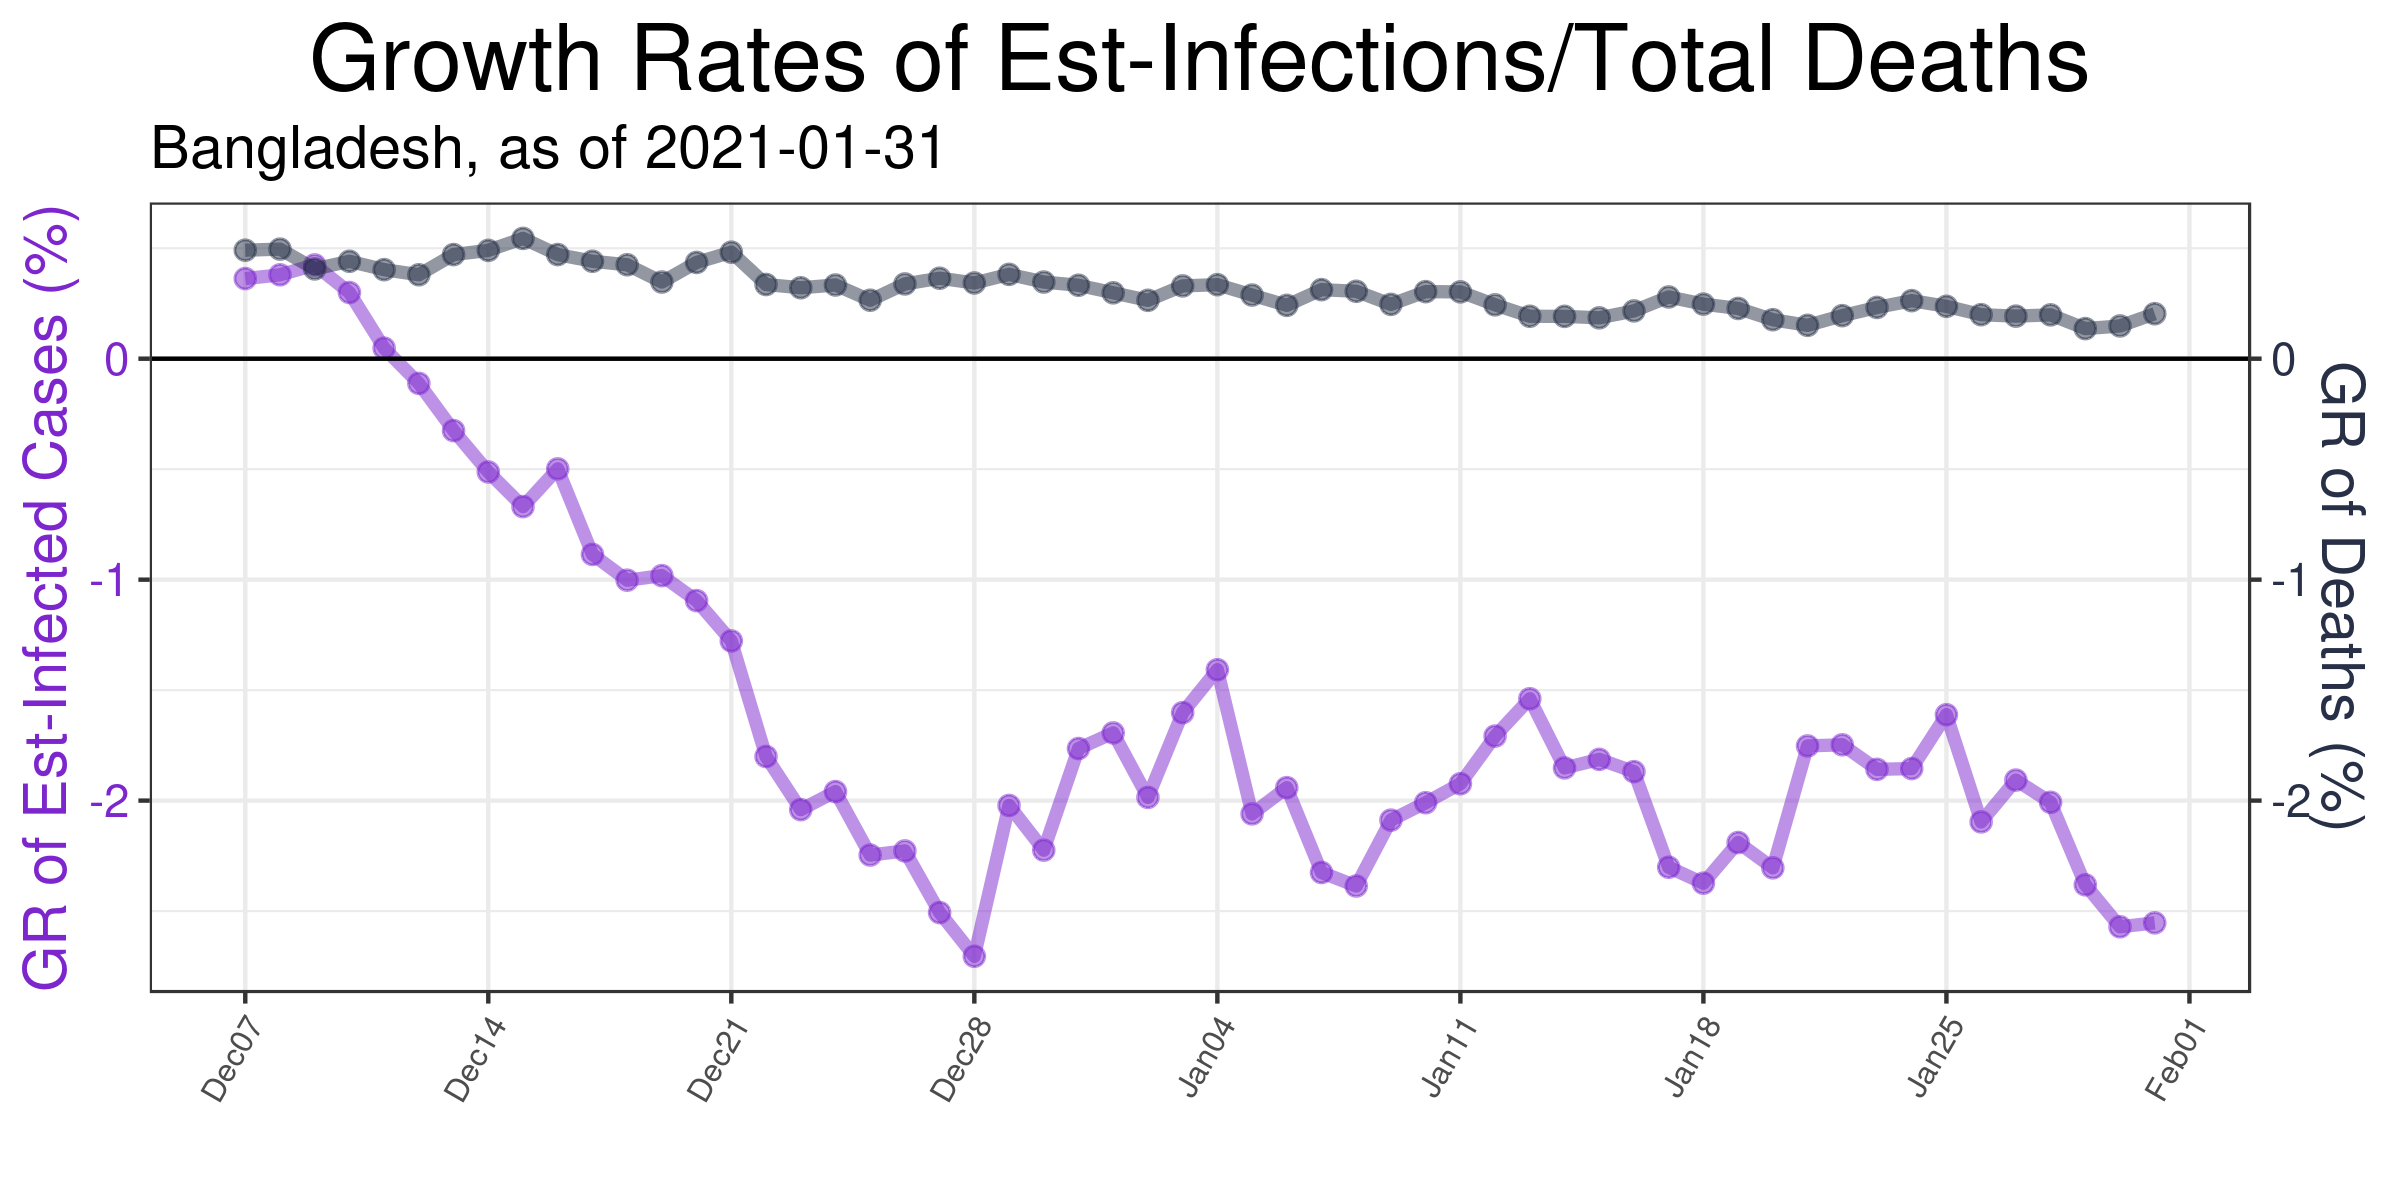 Growth Rates of Est-Infections/Total Deaths
Bangladesh, as of 2021-01-31
GR of Est-Infected Cases (%)
0
-1
-2
0
-1
-2
GR of Deaths (%)
Dec07
Dec14
Dec21
Dec28
Jan04
Jan11
Jan18
Jan25
Feb01